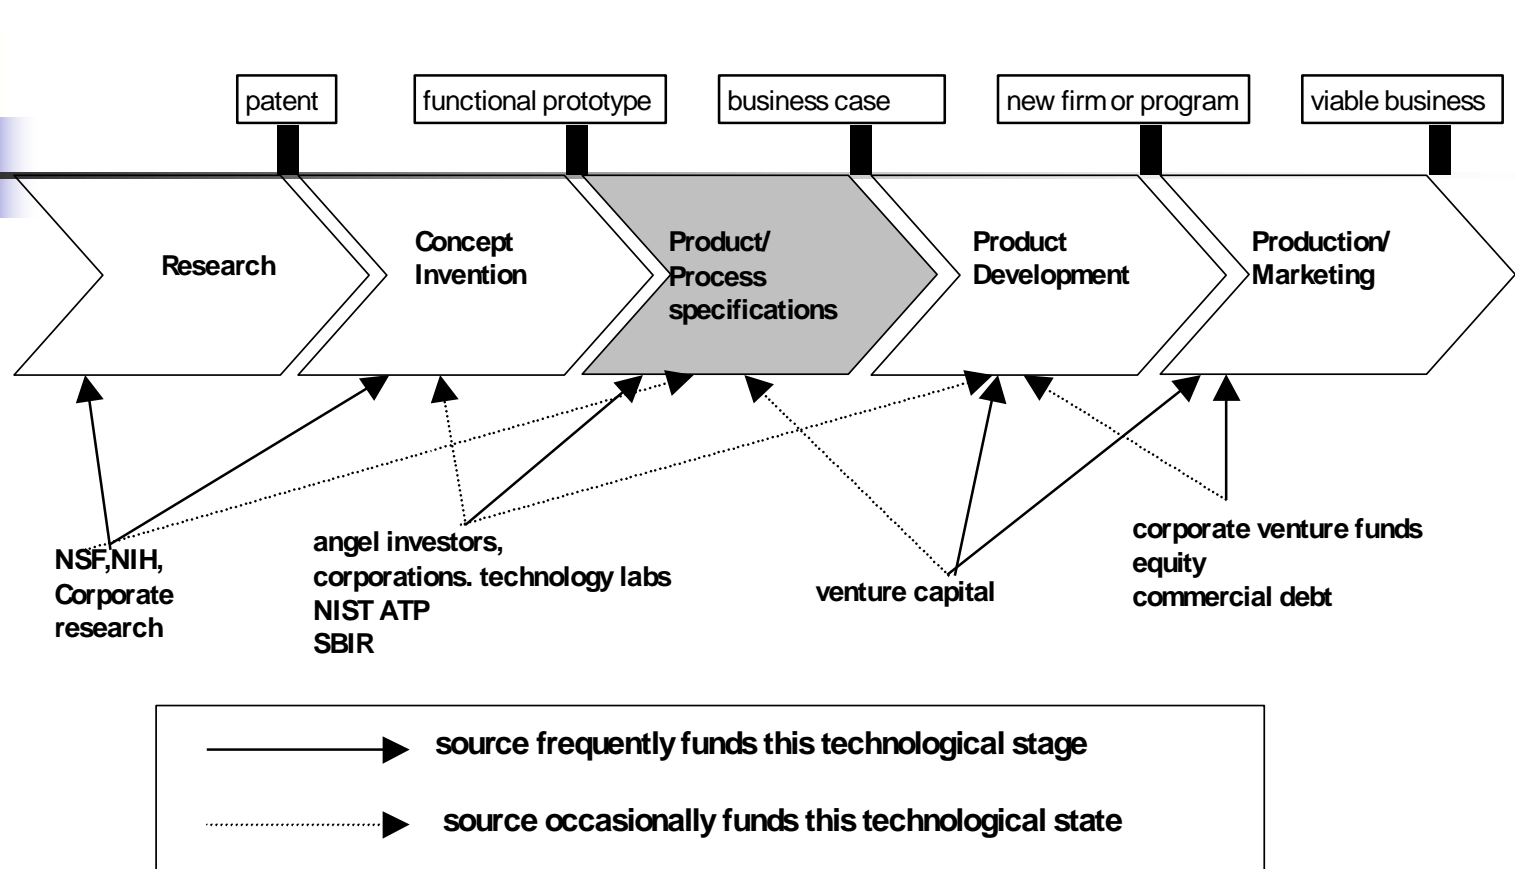 patent
functional prototype
business case
new firm or program
viable business
Research
Concept
Invention
Product/
Process
specifications
Product
Development
Production/
Marketing
NSF,NIH,
Corporate
research
angel investors,
corporations. technology labs
NIST ATP
SBIR
venture capital
corporate venture funds
equity
commercial debt
source frequently funds this technological stage
source occasionally funds this technological state